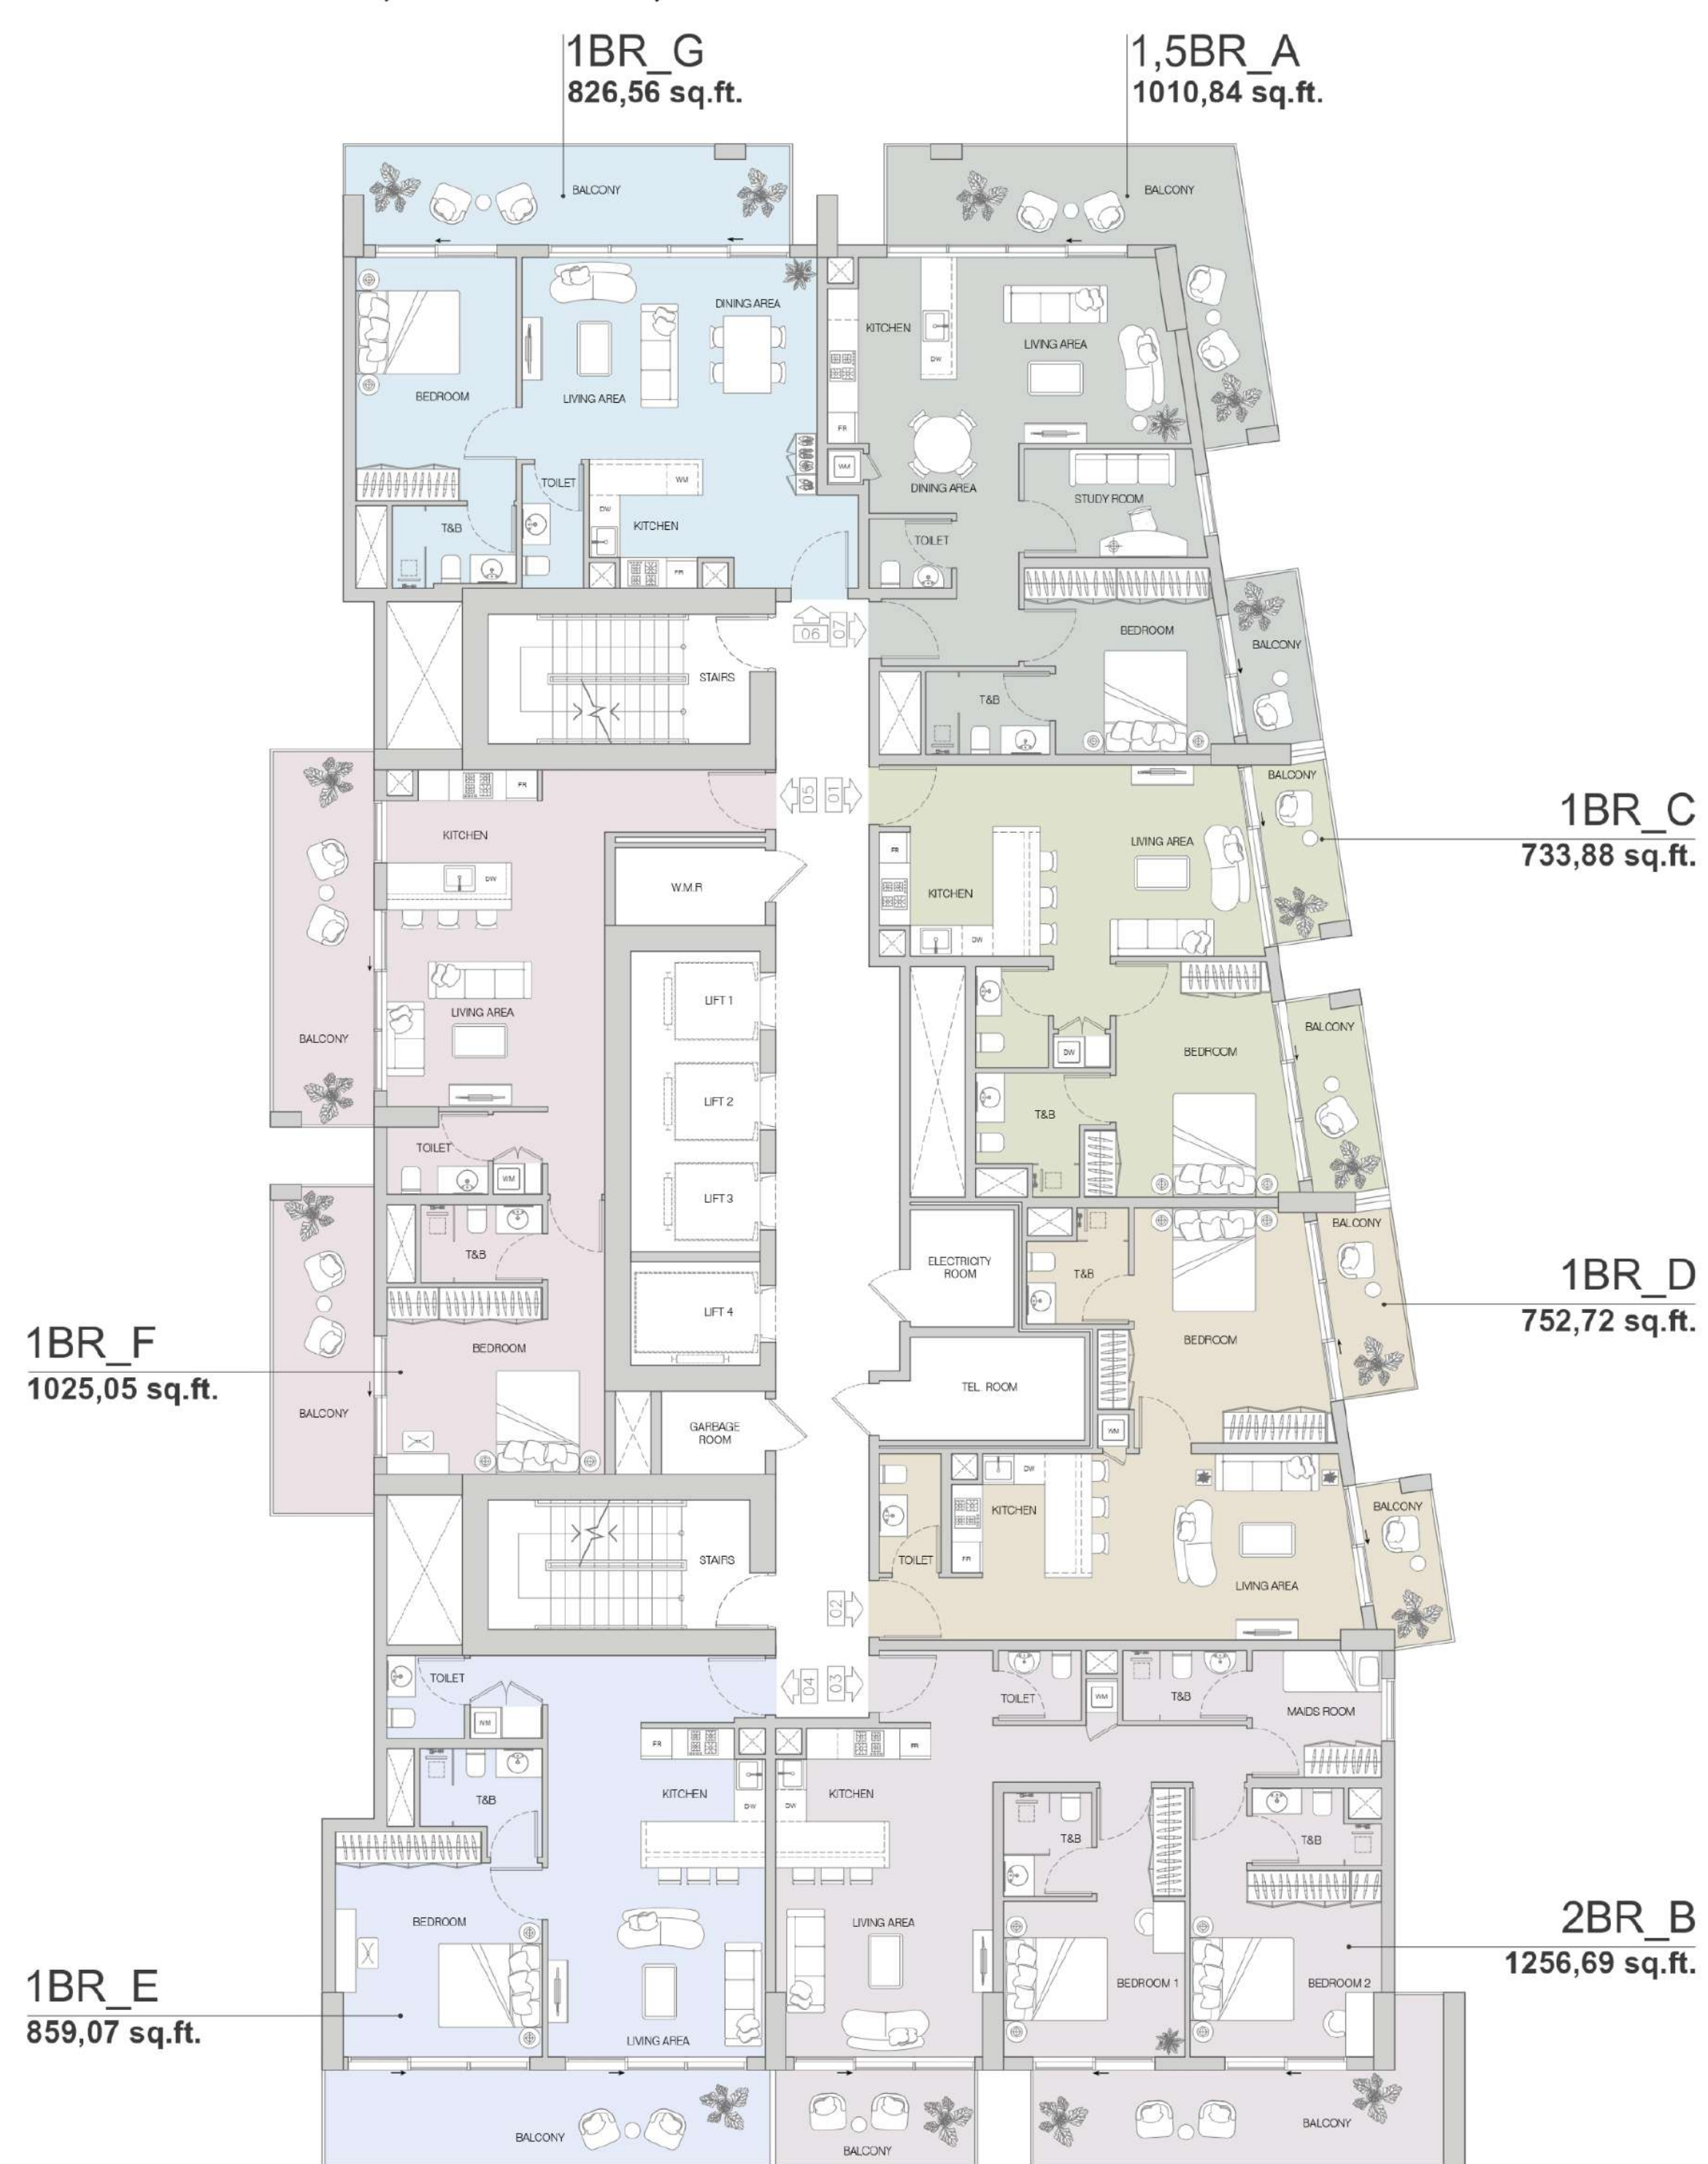 1BR_G
826,56 sq.ft.
1,5BR_A
1010,84 sq.ft.
BALCONY
BALCONY
DINING AREA
KITCHEN
LIVING AREA
DW
BEDROOM
LIVING AREA
FR
WM
TOILET
WM
DINING AREA
STUDY ROOM
DW
T&B
KITCHEN
TOILET
FR
06
07
BEDROOM
BALCONY
STAIRS
T&B
BALCONY
FR
05
01
1BR_C
733,88 sq.ft.
KITCHEN
LIVING AREA
FR
DW
W.M.R
KITCHEN
DW
LIFT 1
LIVING AREA
BALCONY
BALCONY
DW
BEDROOM
LIFT 2
T&B
TOILET
WM
LIFT 3
BALCONY
T&B
ELECTRICITY
ROOM
T&B
1BR_D
752,72 sq.ft.
LIFT 4
BEDROOM
1BR_F
1025,05 sq.ft.
BEDROOM
TEL. ROOM
BALCONY
GARBAGE
ROOM
WM
DW
BALCONY
KITCHEN
STAIRS
TOILET
FR
LIVING AREA
02
TOILET
04
03
TOILET
WM
T&B
MAIDS ROOM
WM
FR
FR
T&B
KITCHEN
DW
DW
KITCHEN
T&B
T&B
BEDROOM
LIVING AREA
2BR_B
1256,69 sq.ft.
1BR_E
859,07 sq.ft.
BEDROOM 1
BEDROOM 2
LIVING AREA
BALCONY
BALCONY
BALCONY